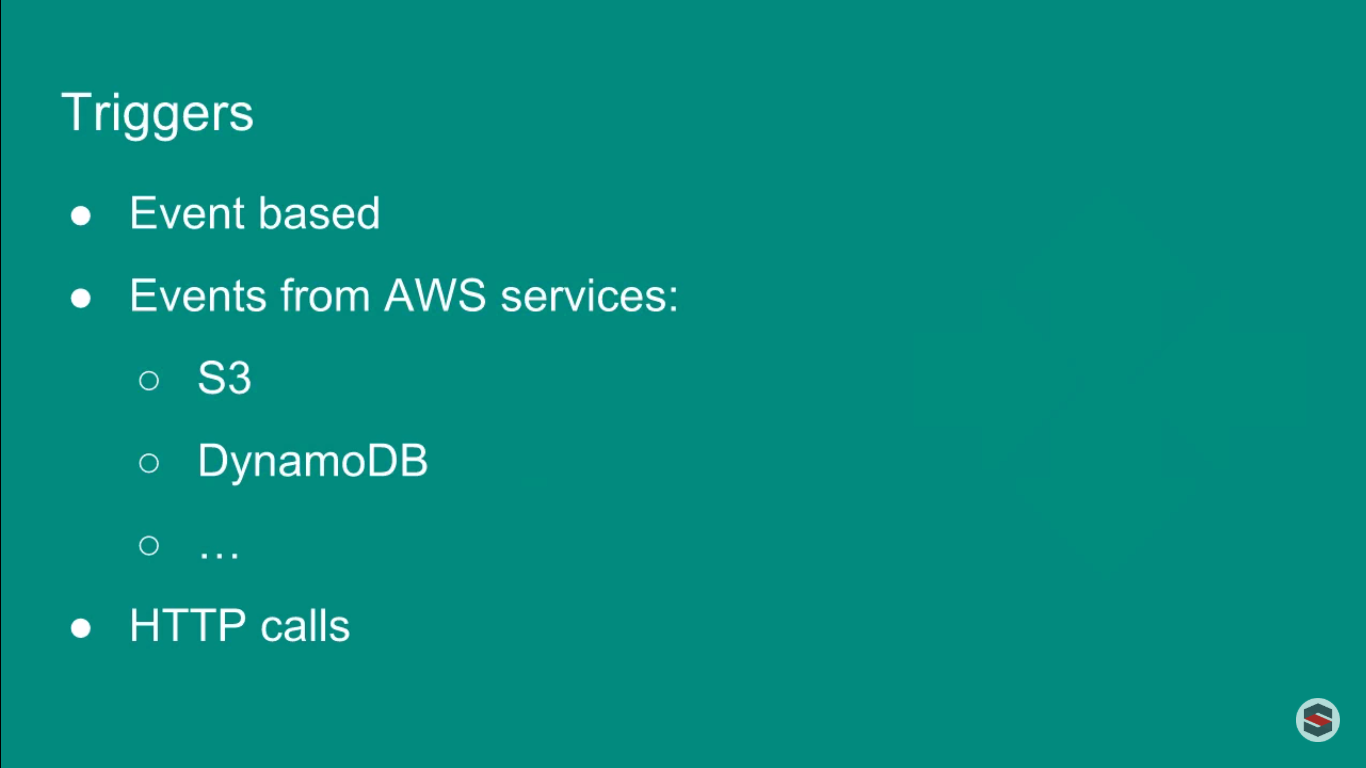 Triggers
● Event based
● Events from AWS services:
○ S3
○ DynamoDB
○ …
● HTTP calls